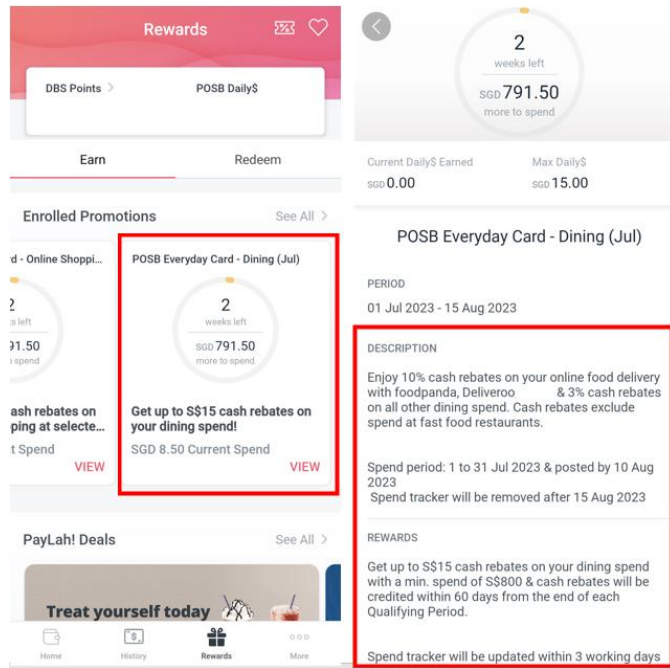 Rewards
DBS Points >
POSB Daily$
Earn
Redeem
Enrolled Promotions
See All >
rd - Online Shoppi...
2
ks left
91.50
o spend
ash rebates on
ping at selecte...
t Spend
VIEW
POSB Everyday Card - Dining (Jul)
2
weeks left
SGD 791.50
more to spend
Get up to S$15 cash rebates on
your dining spend!
SGD 8.50 Current Spend
VIEW
PayLah! Deals
See All >
Treat yourself today
Home
History
Rewards
More
2
weeks left
SGD 791.50
more to spend
Current Daily$ Earned
SGD 0.00
Max Daily$
SGD 15.00
POSB Everyday Card - Dining (Jul)
PERIOD
01 Jul 2023 - 15 Aug 2023
DESCRIPTION
Enjoy 10% cash rebates on your online food delivery
with foodpanda, Deliveroo & 3% cash rebates
on all other dining spend. Cash rebates exclude
spend at fast food restaurants.
Spend period: 1 to 31 Jul 2023 & posted by 10 Aug
2023
Spend tracker will be removed after 15 Aug 2023
REWARDS
Get up to S$15 cash rebates on your dining spend
with a min. spend of S$800 & cash rebates will be
credited within 60 days from the end of each
Qualifying Period.
Spend tracker will be updated within 3 working days